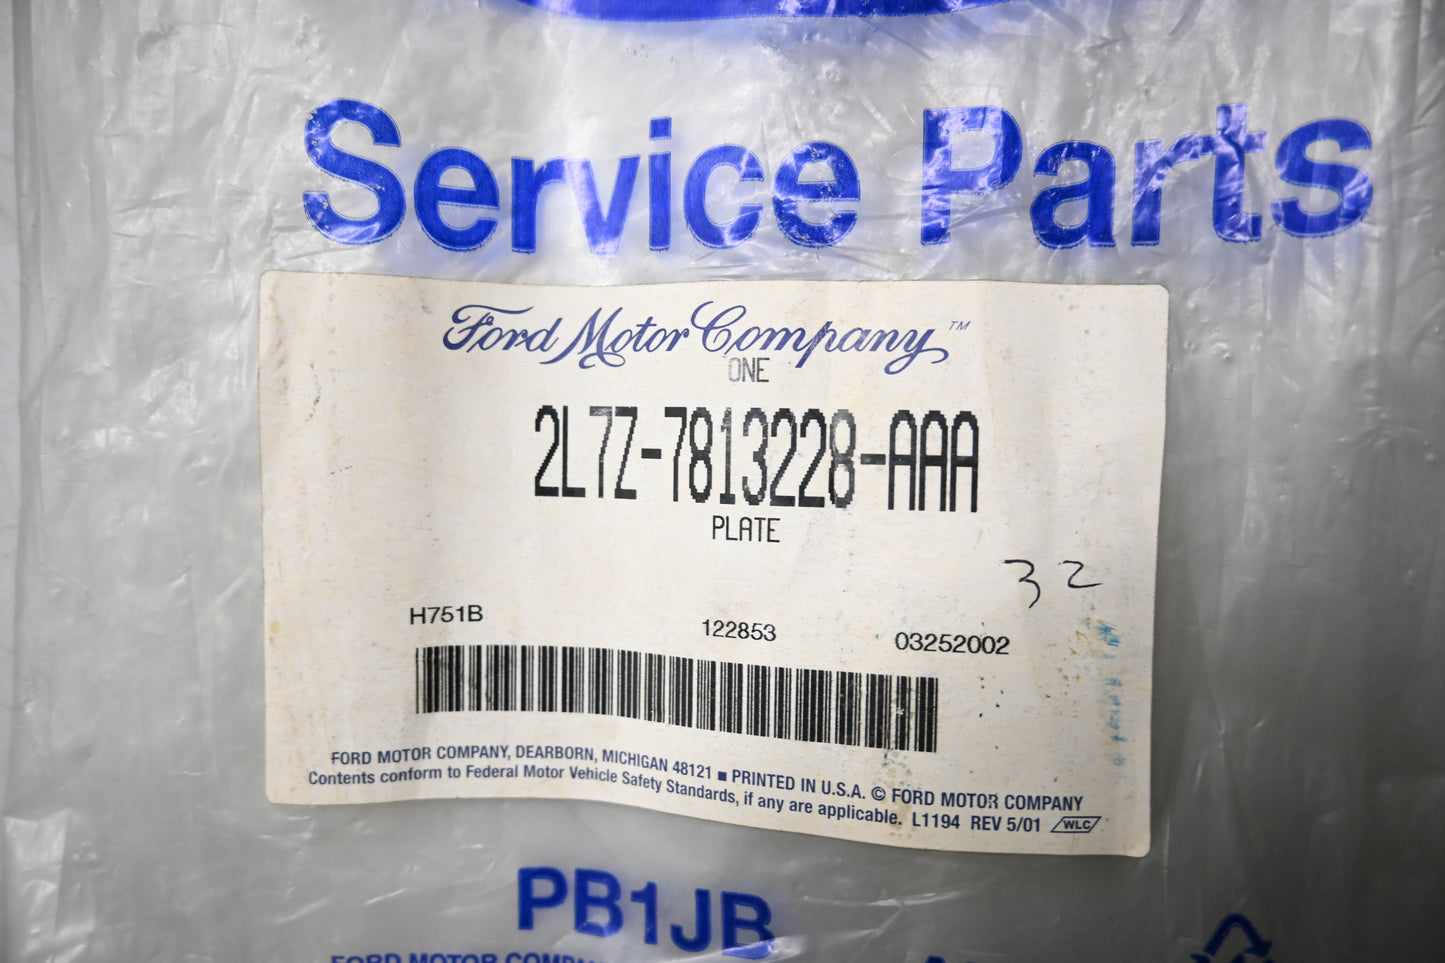 Service Parts
Ford Motor Company™
ONE
2L7Z-7813228-AAA
PLATE
32
H751B 122853 03252002
FORD MOTOR COMPANY, DEARBORN, MICHIGAN 48121 ■ PRINTED IN U.S.A. © FORD MOTOR COMPANY
Contents conform to Federal Motor Vehicle Safety Standards, if any are applicable. L1194 REV 5/01 WLC
PB1JB
FORD MOTOR